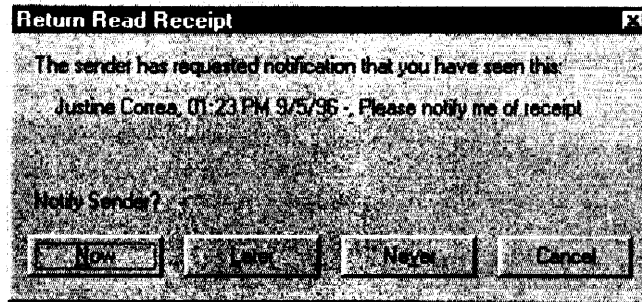 Return Read Receipt
The sender has requested notification that you have seen this:
Justine Correa, 01:23 PM 9/5/96 -, Please notify me of receipt
Notify Sender?
Now Later Never Cancel